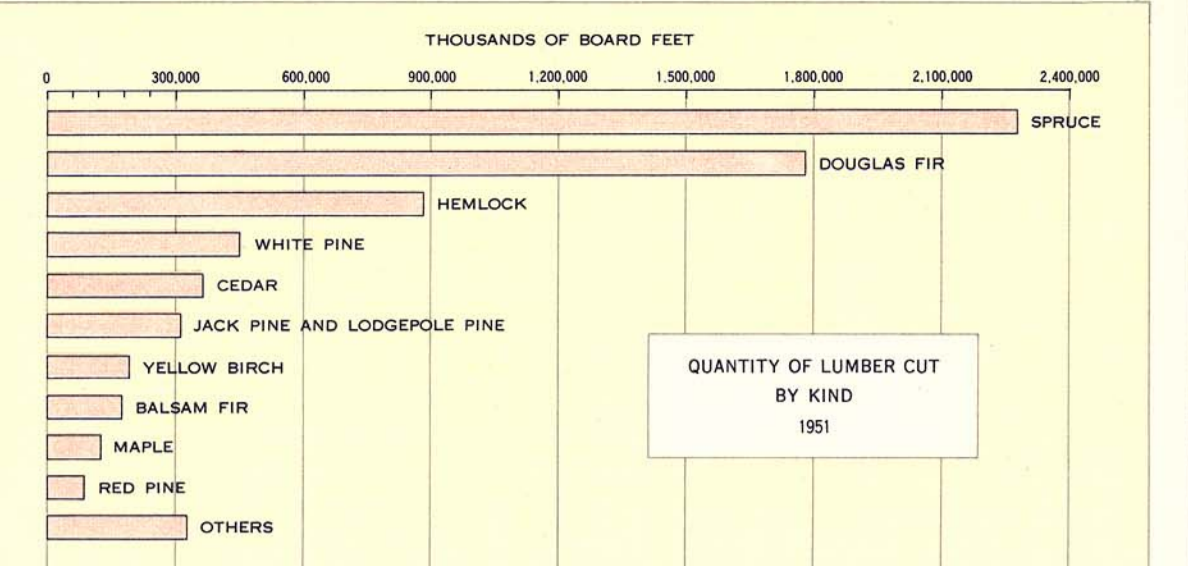 THOUSANDS OF BOARD FEET
0 300,000 600,000 900,000 1,200,000 1,500,000 1,800,000 2,100,000 2,400,000
SPRUCE
DOUGLAS FIR
HEMLOCK
WHITE PINE
CEDAR
JACK PINE AND LODGEPOLE PINE
YELLOW BIRCH
BALSAM FIR
MAPLE
RED PINE
OTHERS
QUANTITY OF LUMBER CUT
BY KIND
1951